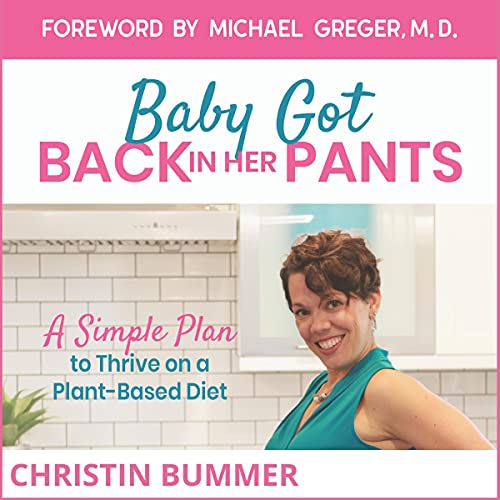 FOREWORD BY MICHAEL GREGER, M.D.
Baby Got
BACK IN HER PANTS
A Simple Plan
to Thrive on a
Plant-Based Diet
CHRISTIN BUMMER